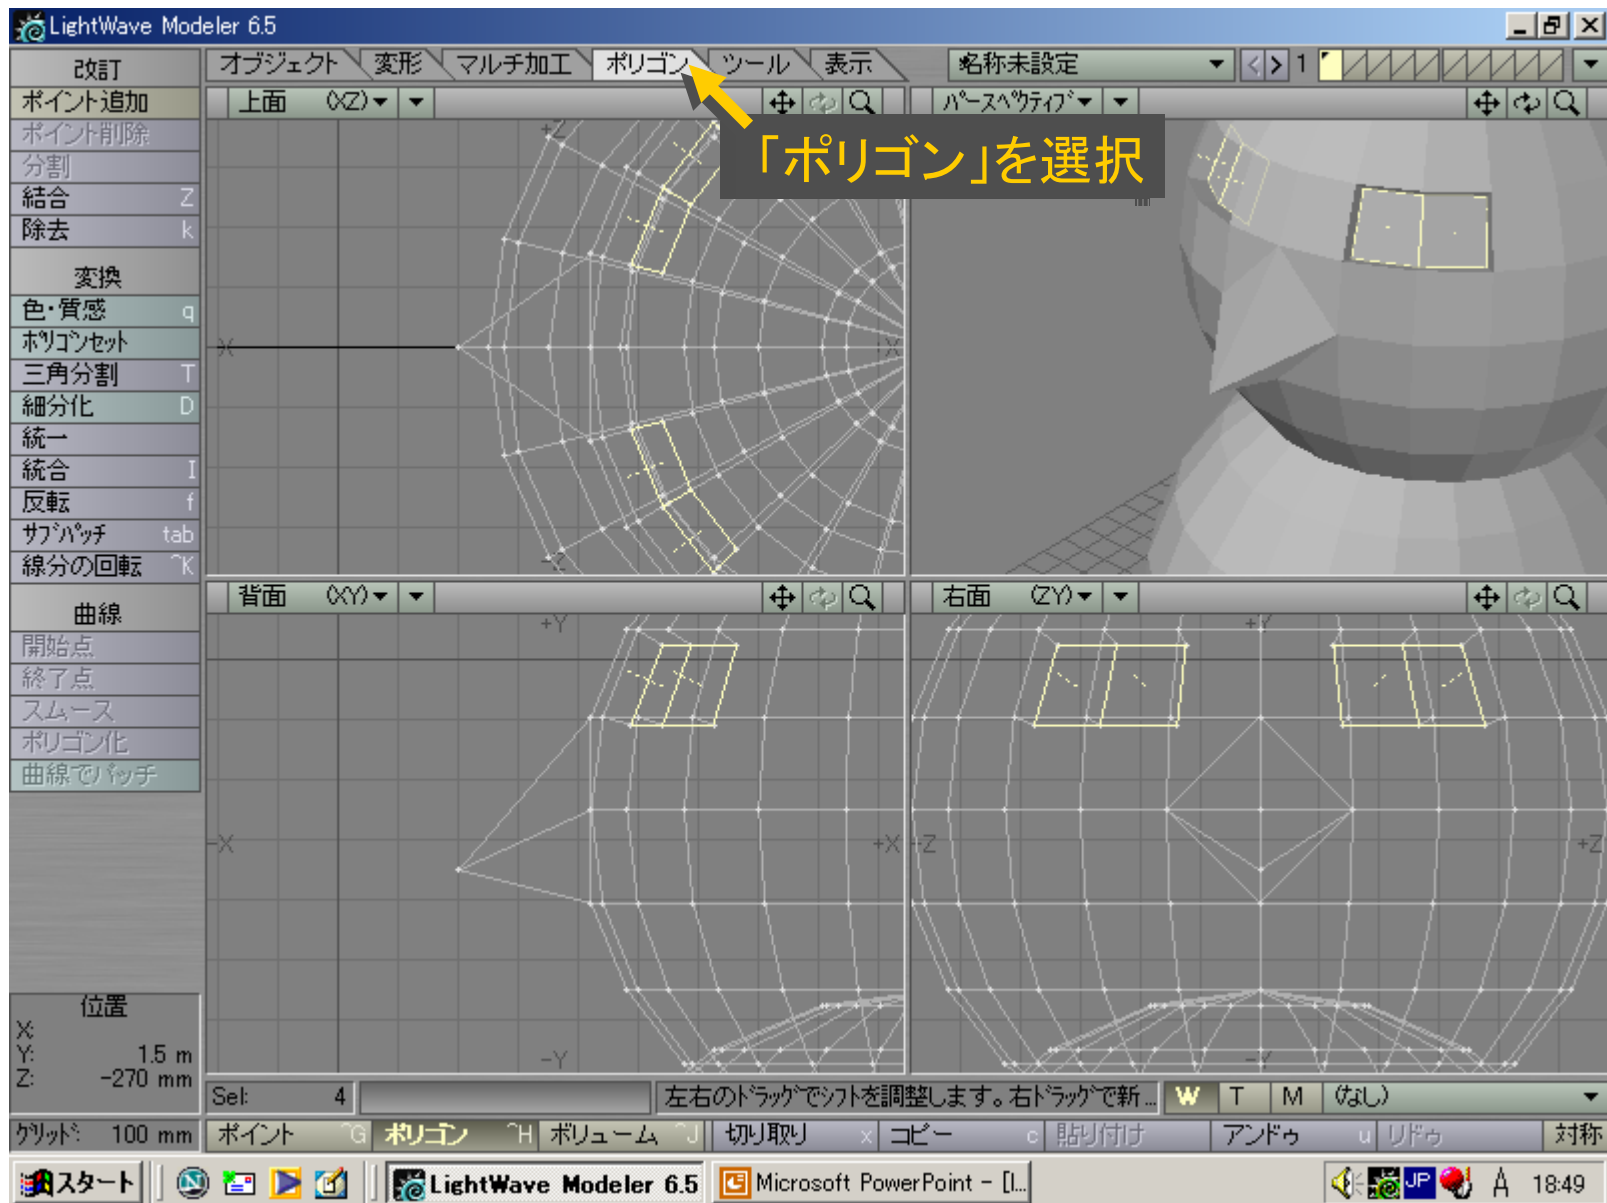 LightWave Modeler 6.5
改訂
オブジェクト 変形 マルチ加工 ポリゴン ツール 表示
*名称未設定 < > 1
ポイント追加
ポイント削除
分割
結合 Z
除去 k
変換
色・質感 q
ポリゴンセット
三角分割 T
細分化 D
統一
統合 I
反転 f
サブパッチ tab
線分の回転 ^K
曲線
開始点
終了点
スムース
ポリゴン化
曲線でパッチ
上面 (XZ)
パースペクティブ
「ポリゴン」を選択
+Z
-X
+X
-Z
背面 (XY)
右面 (ZY)
+Y
+Y
-X
+X
-Z
+Z
-Y
-Y
位置
X:
Y: 1.5 m
Z: -270 mm
Sel: 4
左右のドラッグでシフトを調整します。右ドラッグで新...
W T M (なし)
グリッド: 100 mm
ポイント ^G ポリゴン ^H ボリューム ^J 切り取り x コピー c 貼り付け アンドゥ u リドゥ 対称
スタート
LightWave Modeler 6.5
Microsoft PowerPoint - [l...
JP
A
18:49